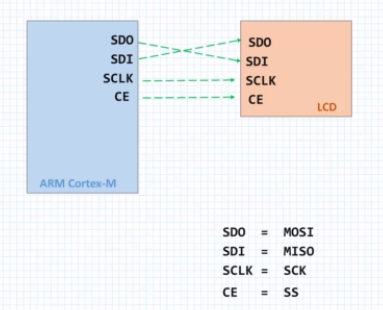 SDO
SDI
SCLK
CE
ARM Cortex-M
SDO
SDI
SCLK
CE
LCD
SDO = MOSI
SDI = MISO
SCLK = SCK
CE = SS